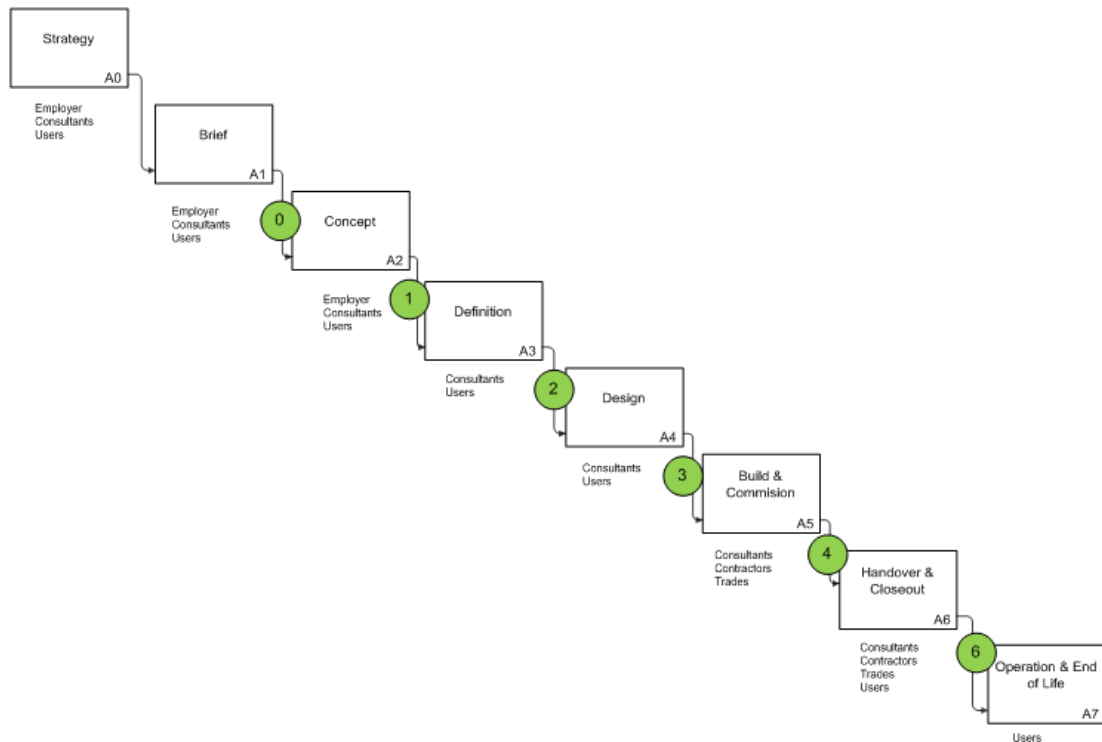 Strategy
A0
Employer
Consultants
Users
Brief
A1
Employer
Consultants
Users
0
Concept
A2
Employer
Consultants
Users
1
Definition
A3
Consultants
Users
2
Design
A4
Consultants
Users
3
Build &
Commision
A5
Consultants
Contractors
Trades
4
Handover &
Closeout
A6
Consultants
Contractors
Trades
Users
6
Operation & End
of Life
A7
Users